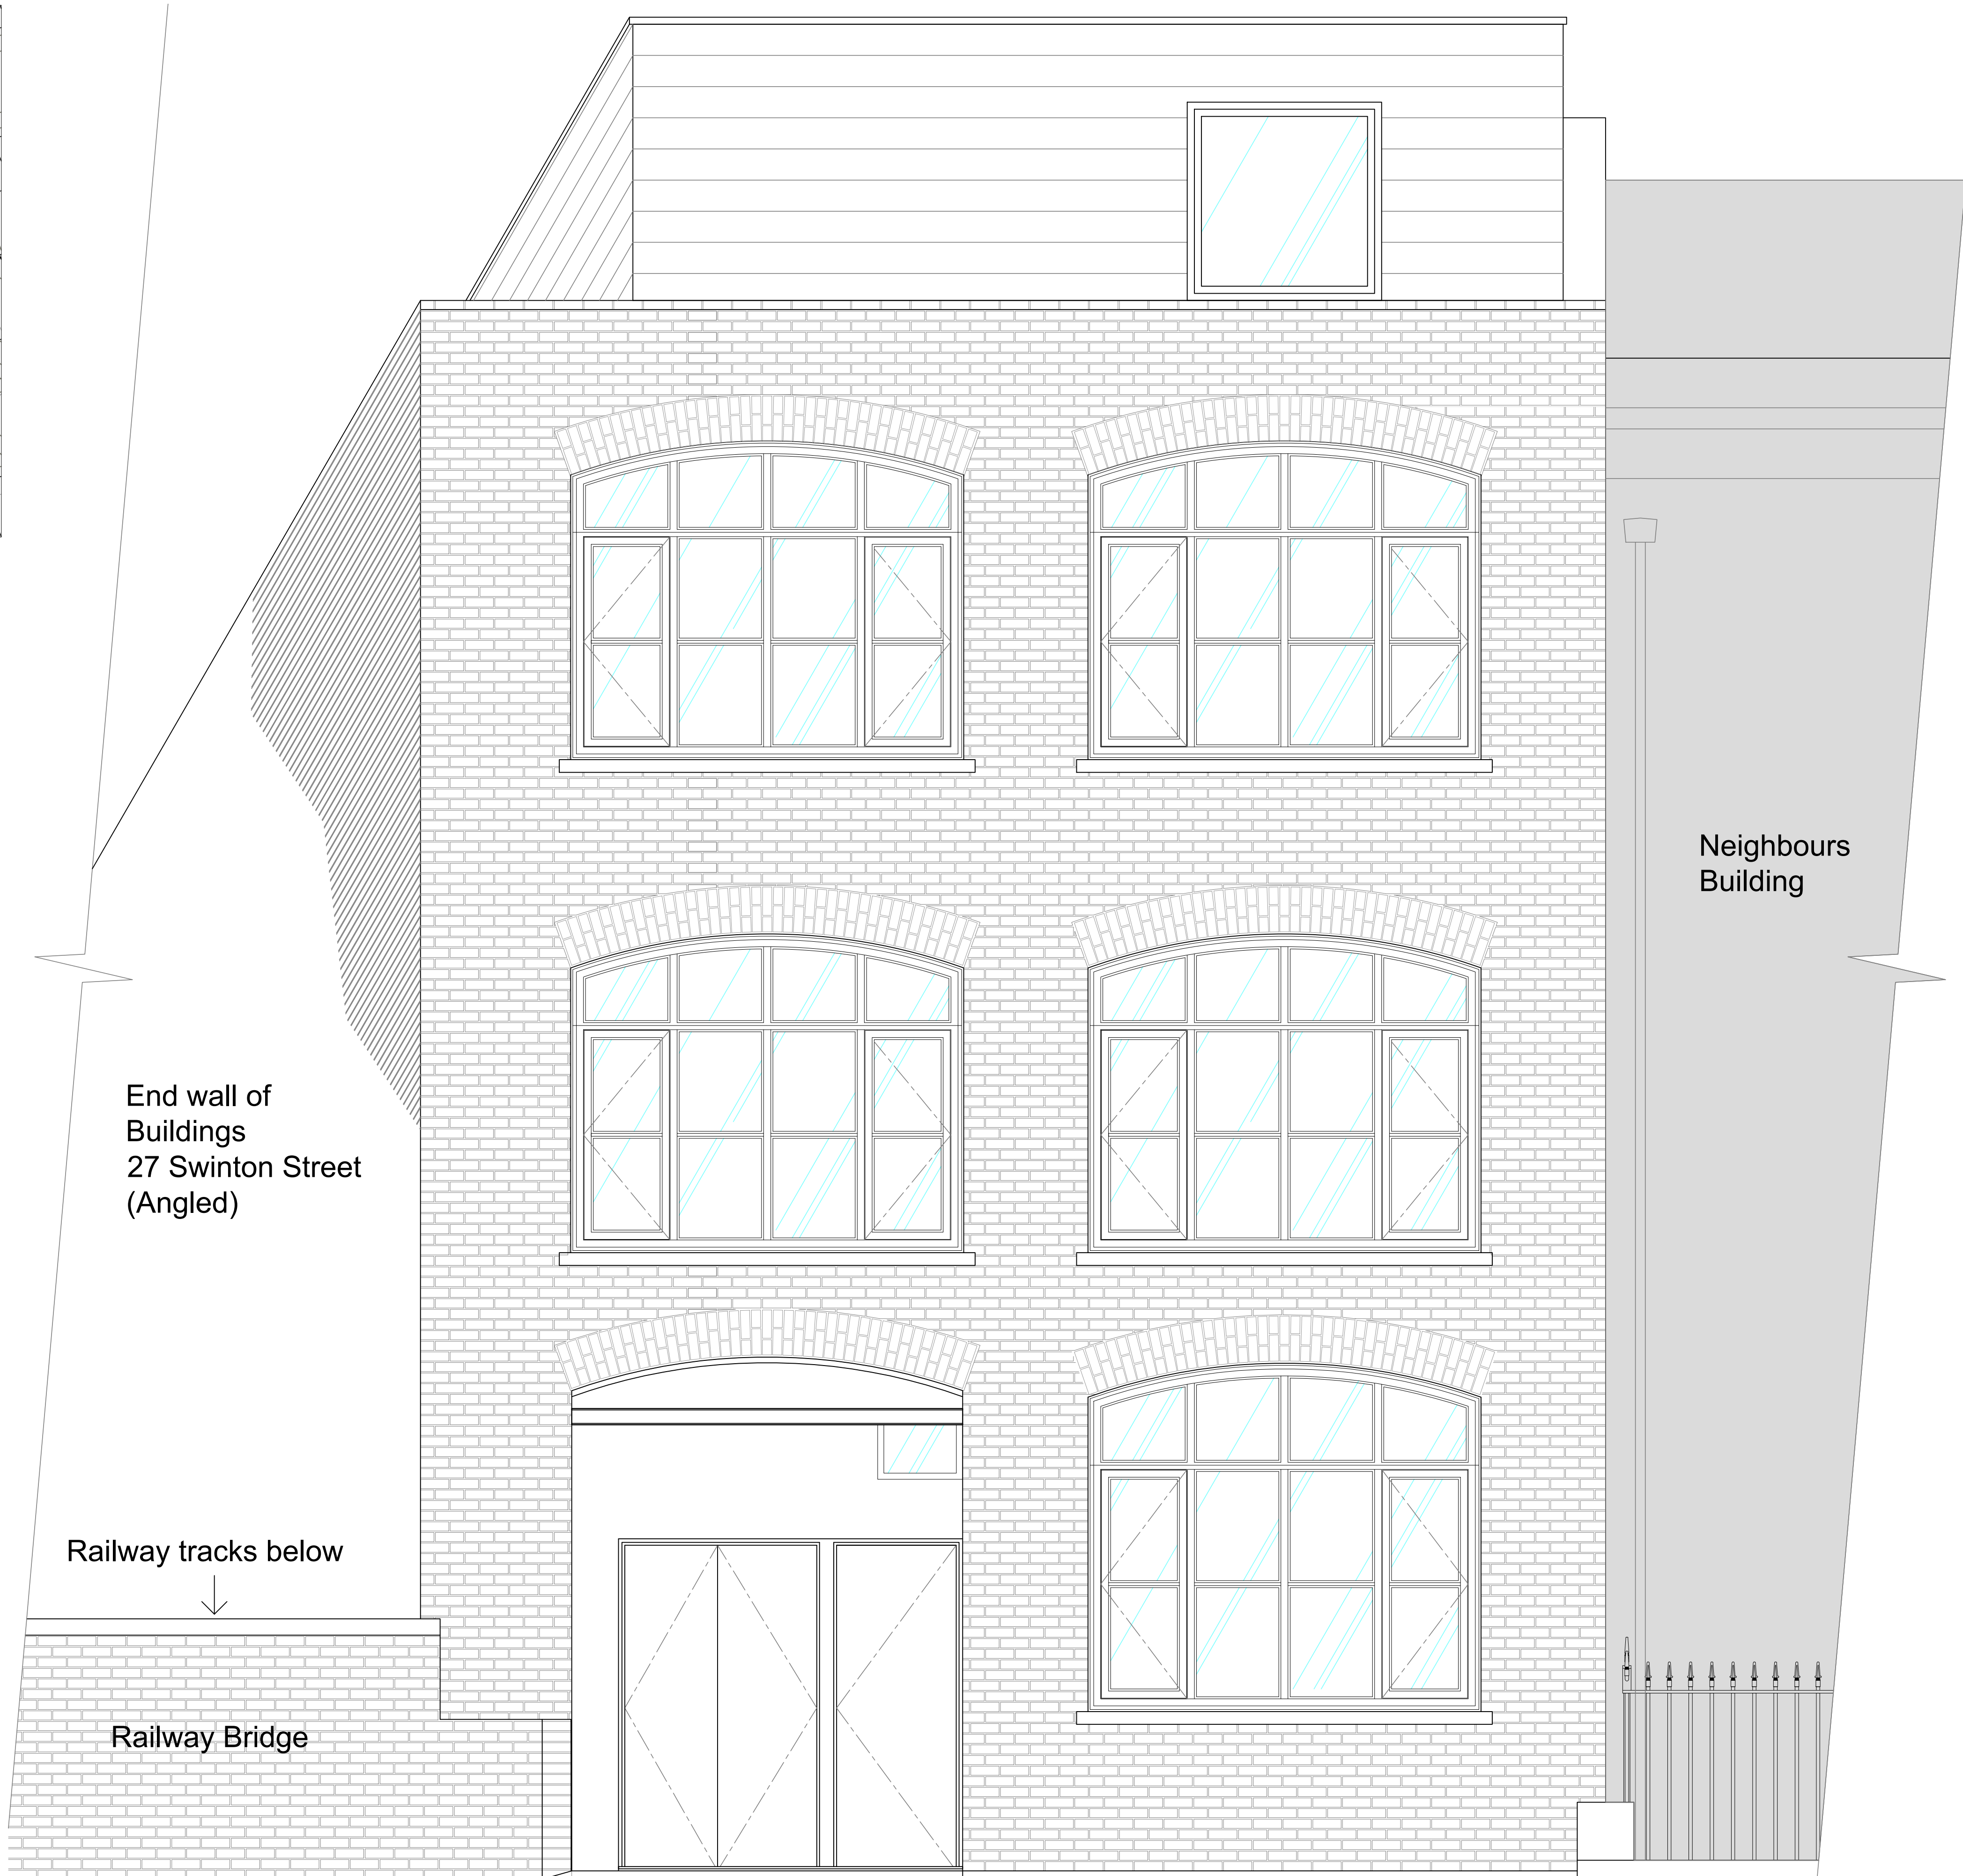 Neighbours
Building
End wall of
Buildings
27 Swinton Street
(Angled)
Railway tracks below
Railway Bridge